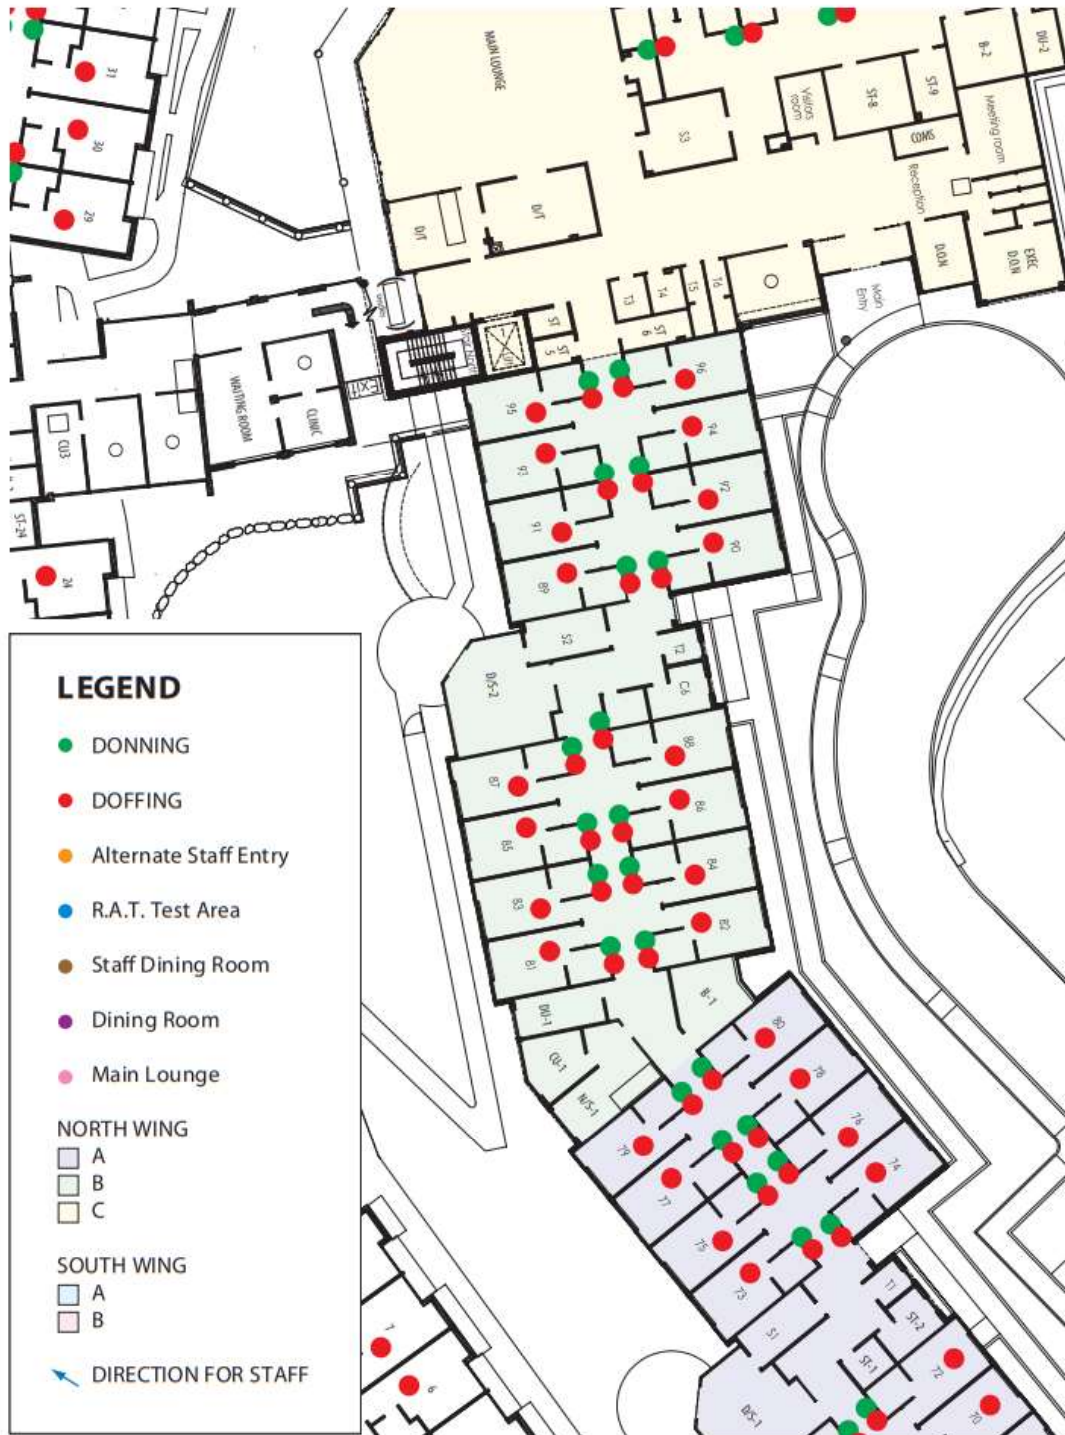 31
30
29
MAIN LOUNGE
S3
Visitors room
ST-8
ST-9
B-2
DU-2
COWS
Meeting room
Reception
D/T
D/T
D.O.N
EXEC D.O.N
Main Entry
T3
T4
T5
T6
ST
ST 5
ST 6
LIFT
WAITING ROOM
CLINIC
CU3
ST-24
24
96
95
94
93
92
91
90
89
S2
T2
C6
D/S-2
88
87
86
85
84
83
82
81
DU-1
B-1
CU-1
N/S-1
80
79
78
77
76
75
74
73
S1
T1
ST-2
ST-1
72
70
D/S-1
7
6
LEGEND
DONNING
DOFFING
Alternate Staff Entry
R.A.T. Test Area
Staff Dining Room
Dining Room
Main Lounge
NORTH WING
A
B
C
SOUTH WING
A
B
DIRECTION FOR STAFF